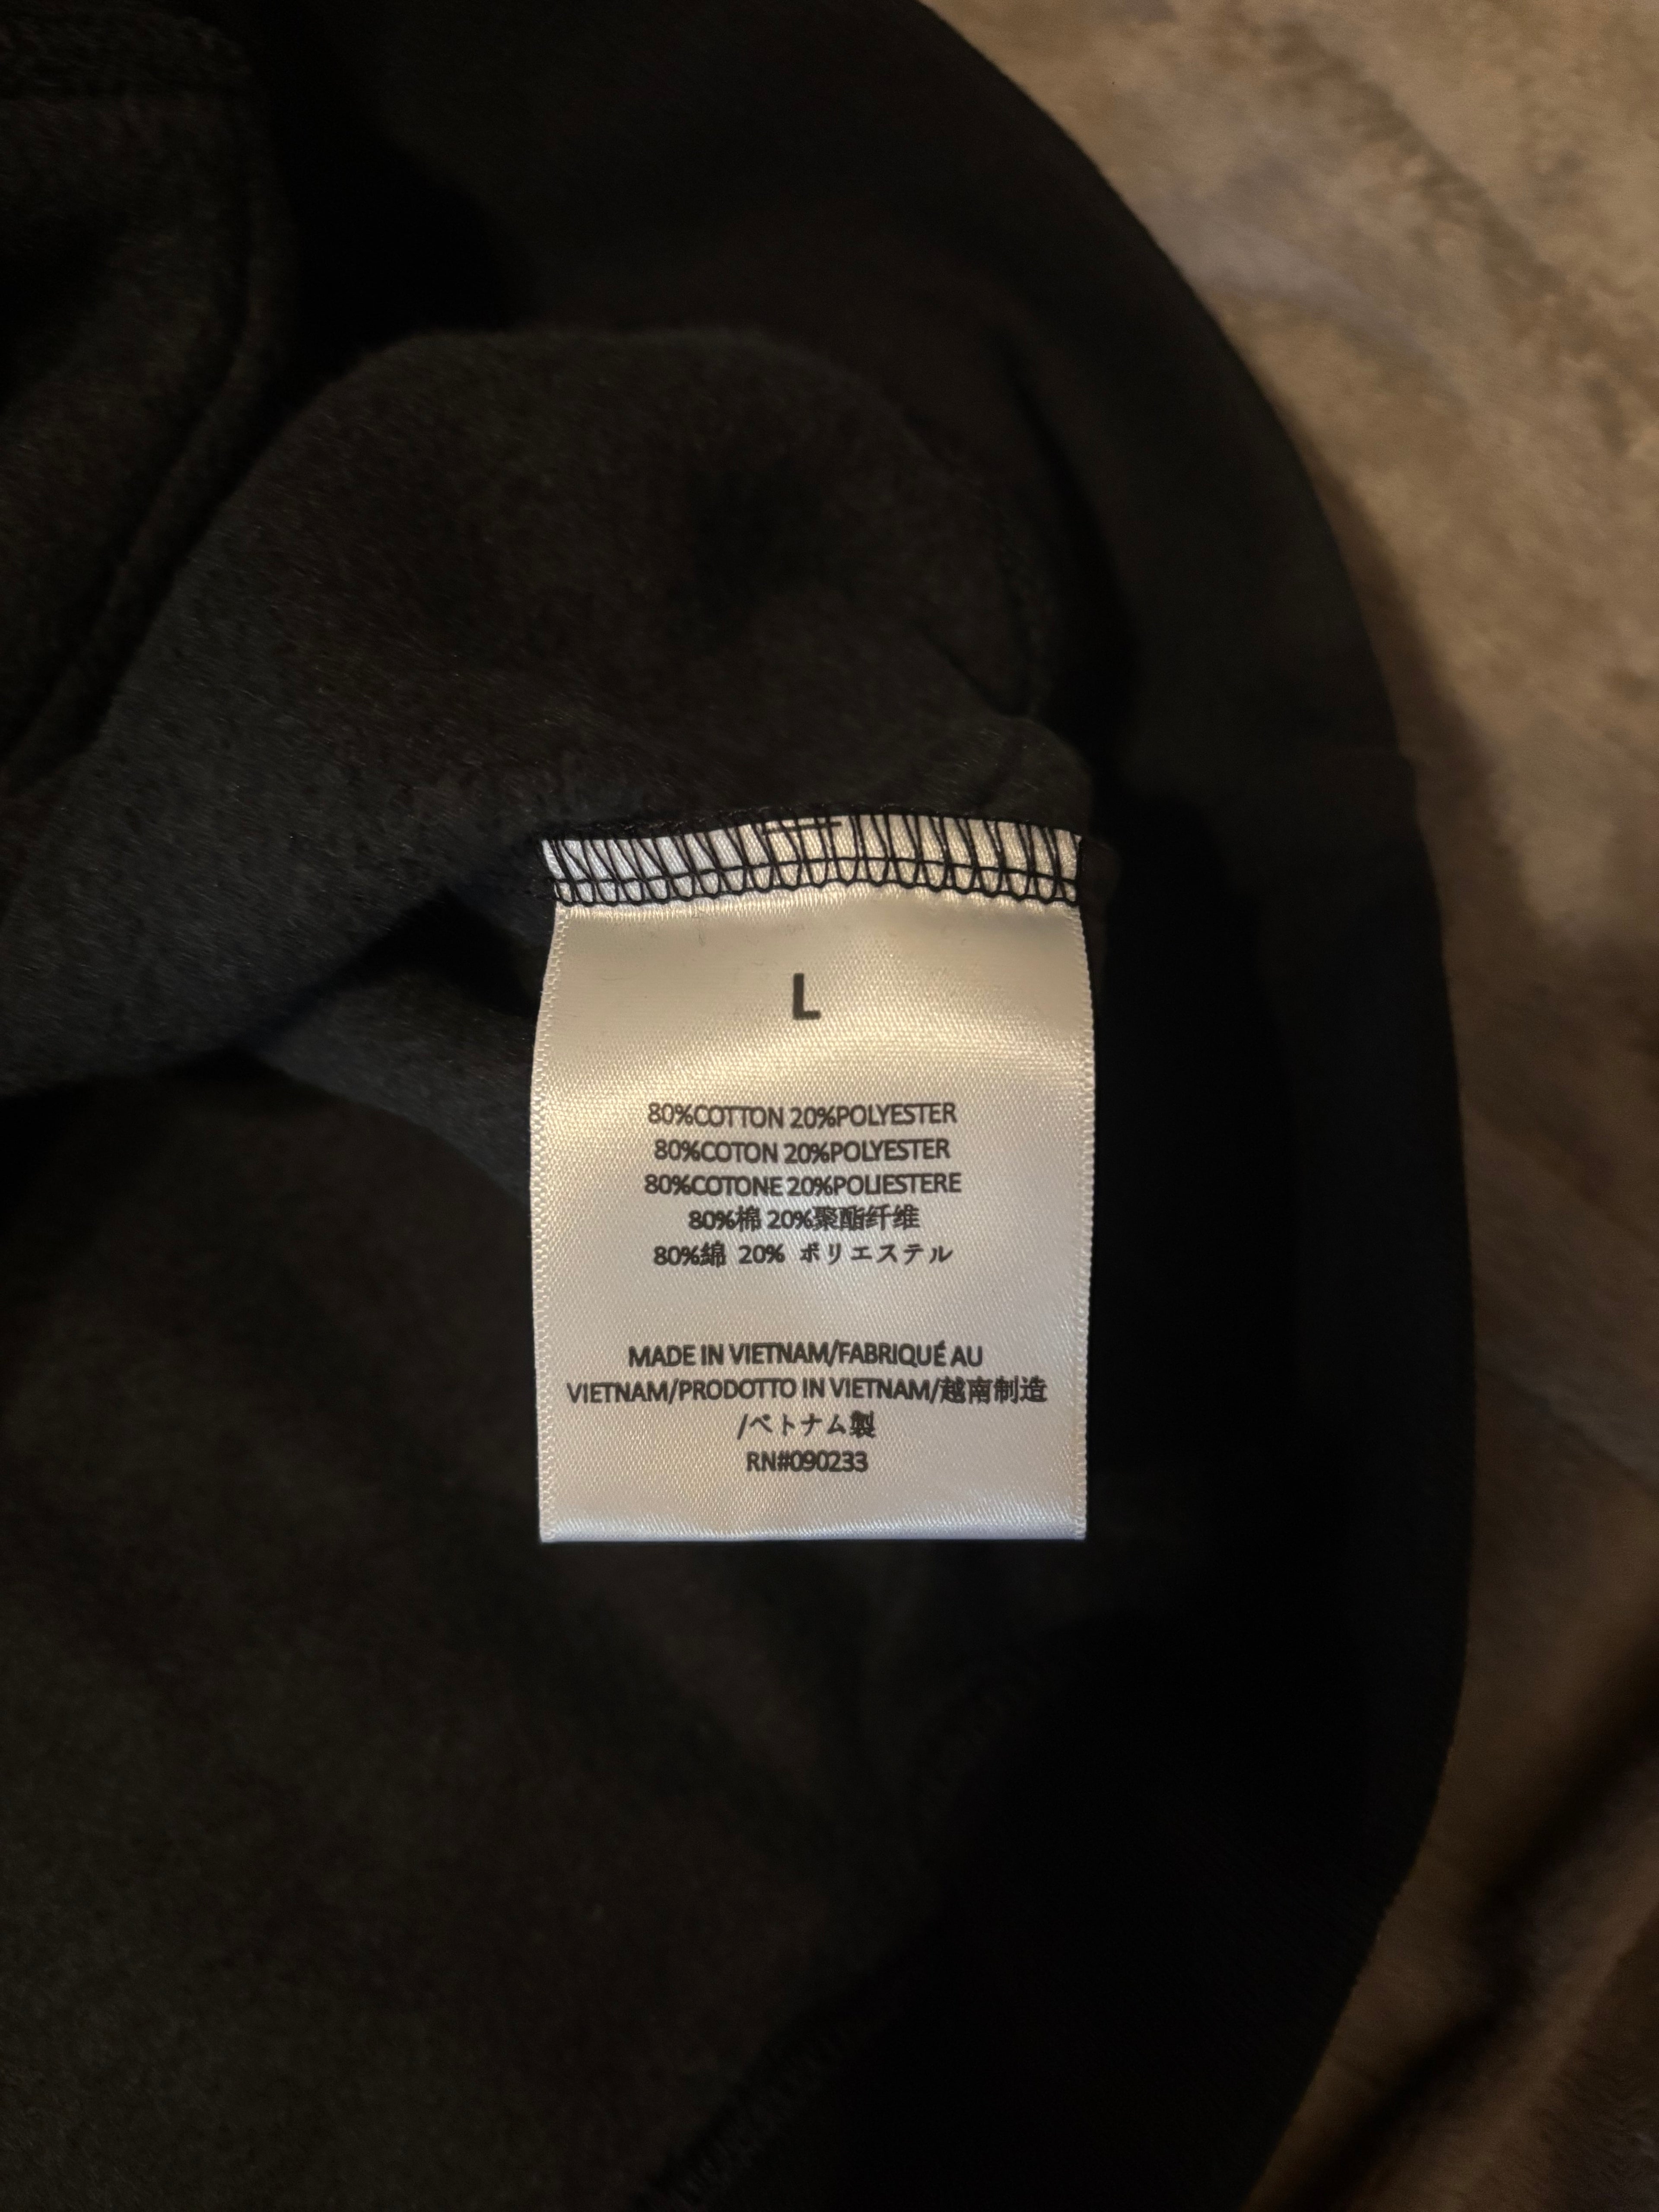 L
80%COTTON 20%POLYESTER
80%COTON 20%POLYESTER
80%COTONE 20%POLIESTERE
80%棉 20%聚酯纤维
80%綿 20% ポリエステル
MADE IN VIETNAM/FABRIQUÉ AU
VIETNAM/PRODOTTO IN VIETNAM/越南制造
/ベトナム製
RN#090233